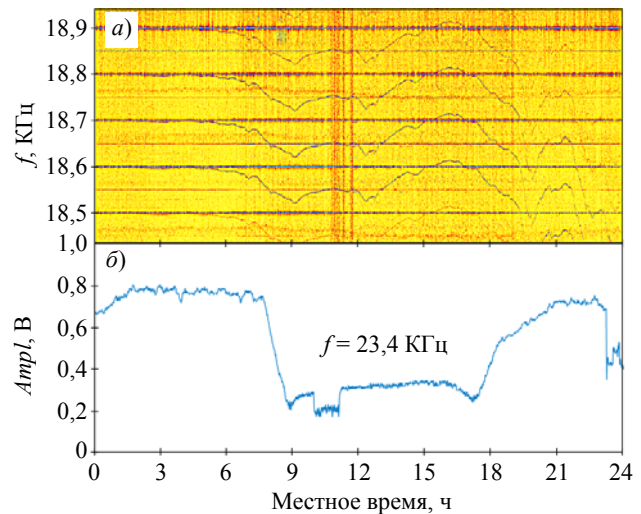 а)
18,9
18,8
18,7
18,6
18,5
f, КГц
1,0
б)
0,8
0,6
0,4
0,2
0
Ampl, В
f = 23,4 КГц
0 3 6 9 12 15 18 21 24
Местное время, ч